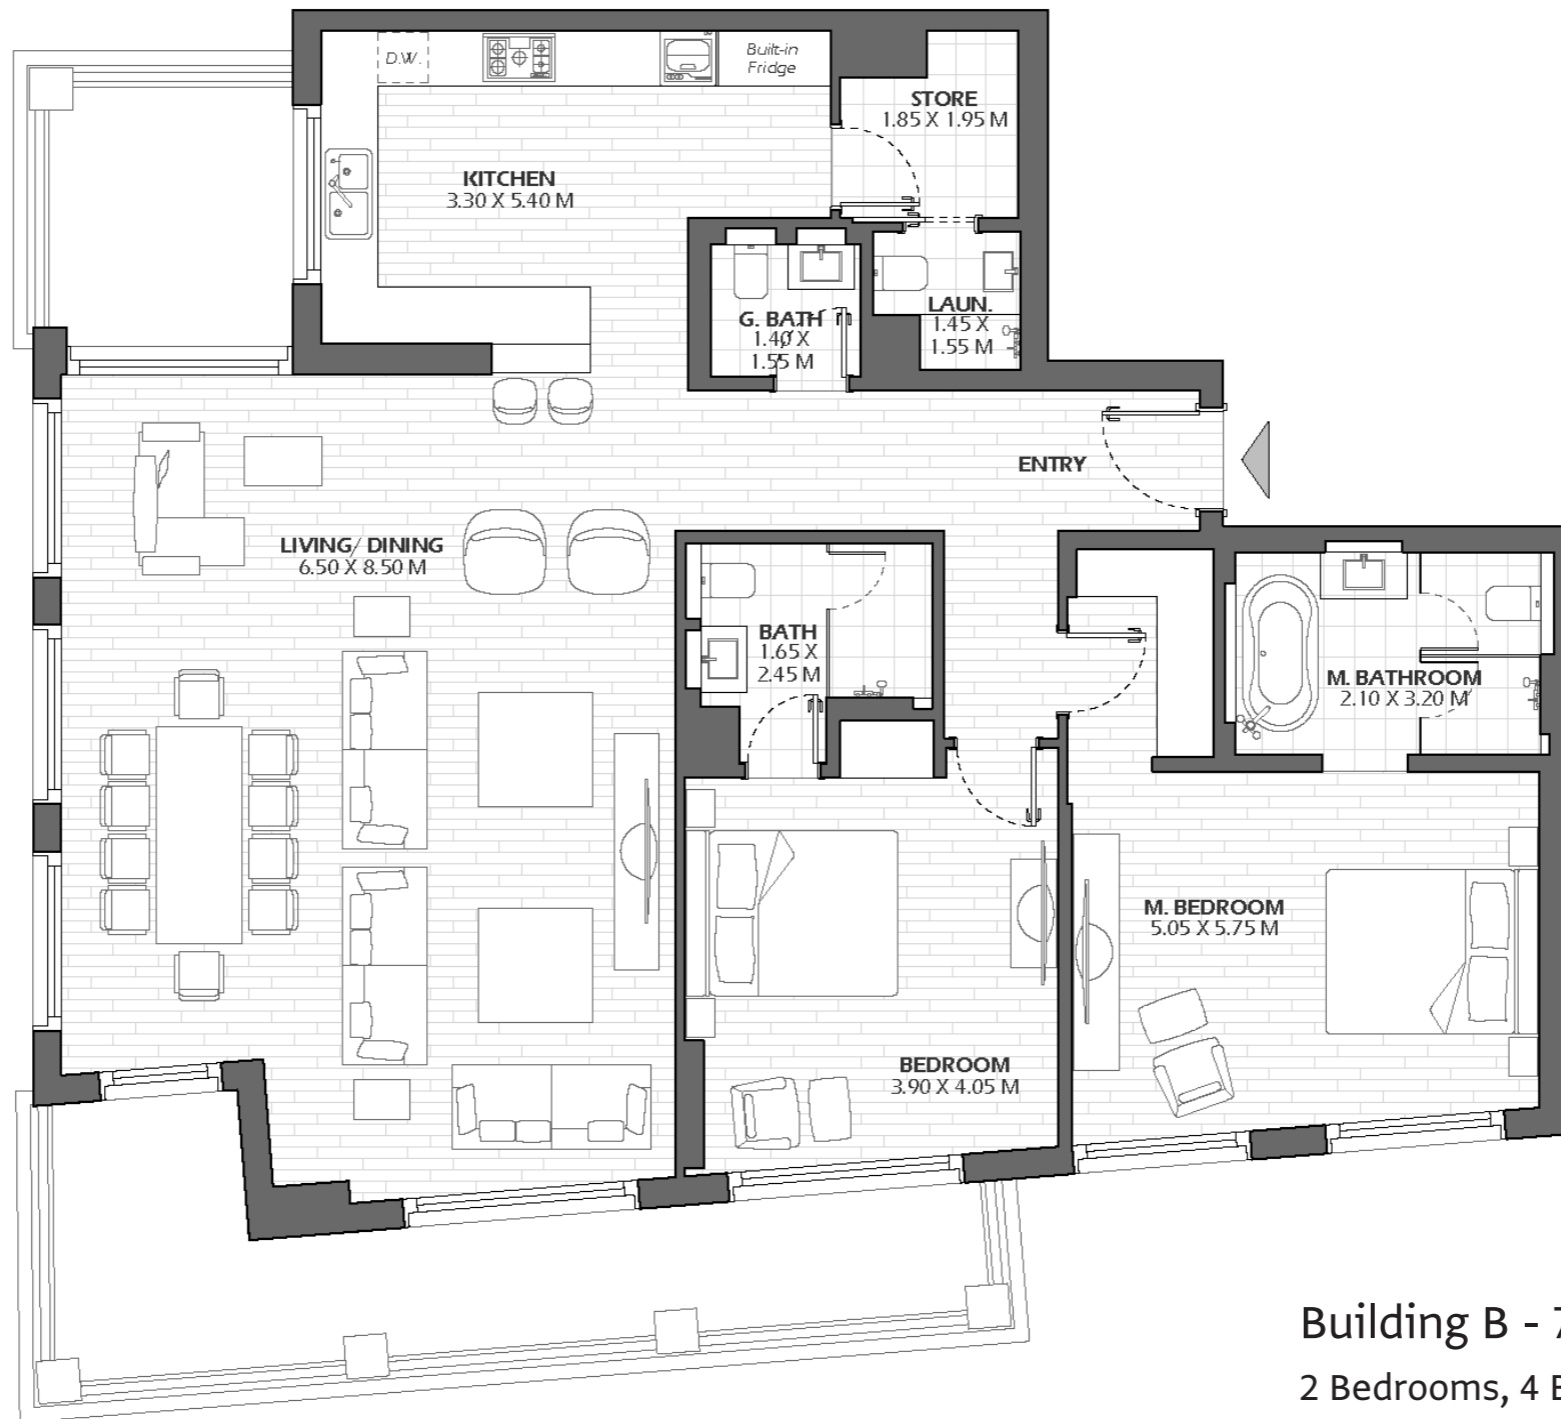 D.W.
Built-in
Fridge
STORE
1.85 X 1.95 M
KITCHEN
3.30 X 5.40 M
G. BATH
1.40 X
1.55 M
LAUN.
1.45 X
1.55 M
ENTRY
LIVING/ DINING
6.50 X 8.50 M
BATH
1.65 X
2.45 M
M. BATHROOM
2.10 X 3.20 M
M. BEDROOM
5.05 X 5.75 M
BEDROOM
3.90 X 4.05 M
Building B - 
2 Bedrooms, 4